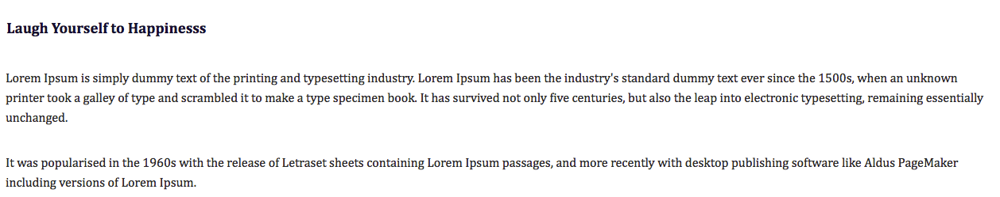 Laugh Yourself to Happinesss
Lorem Ipsum is simply dummy text of the printing and typesetting industry. Lorem Ipsum has been the industry's standard dummy text ever since the 1500s, when an unknown
printer took a galley of type and scrambled it to make a type specimen book. It has survived not only five centuries, but also the leap into electronic typesetting, remaining essentially
unchanged.
It was popularised in the 1960s with the release of Letraset sheets containing Lorem Ipsum passages, and more recently with desktop publishing software like Aldus PageMaker
including versions of Lorem Ipsum.